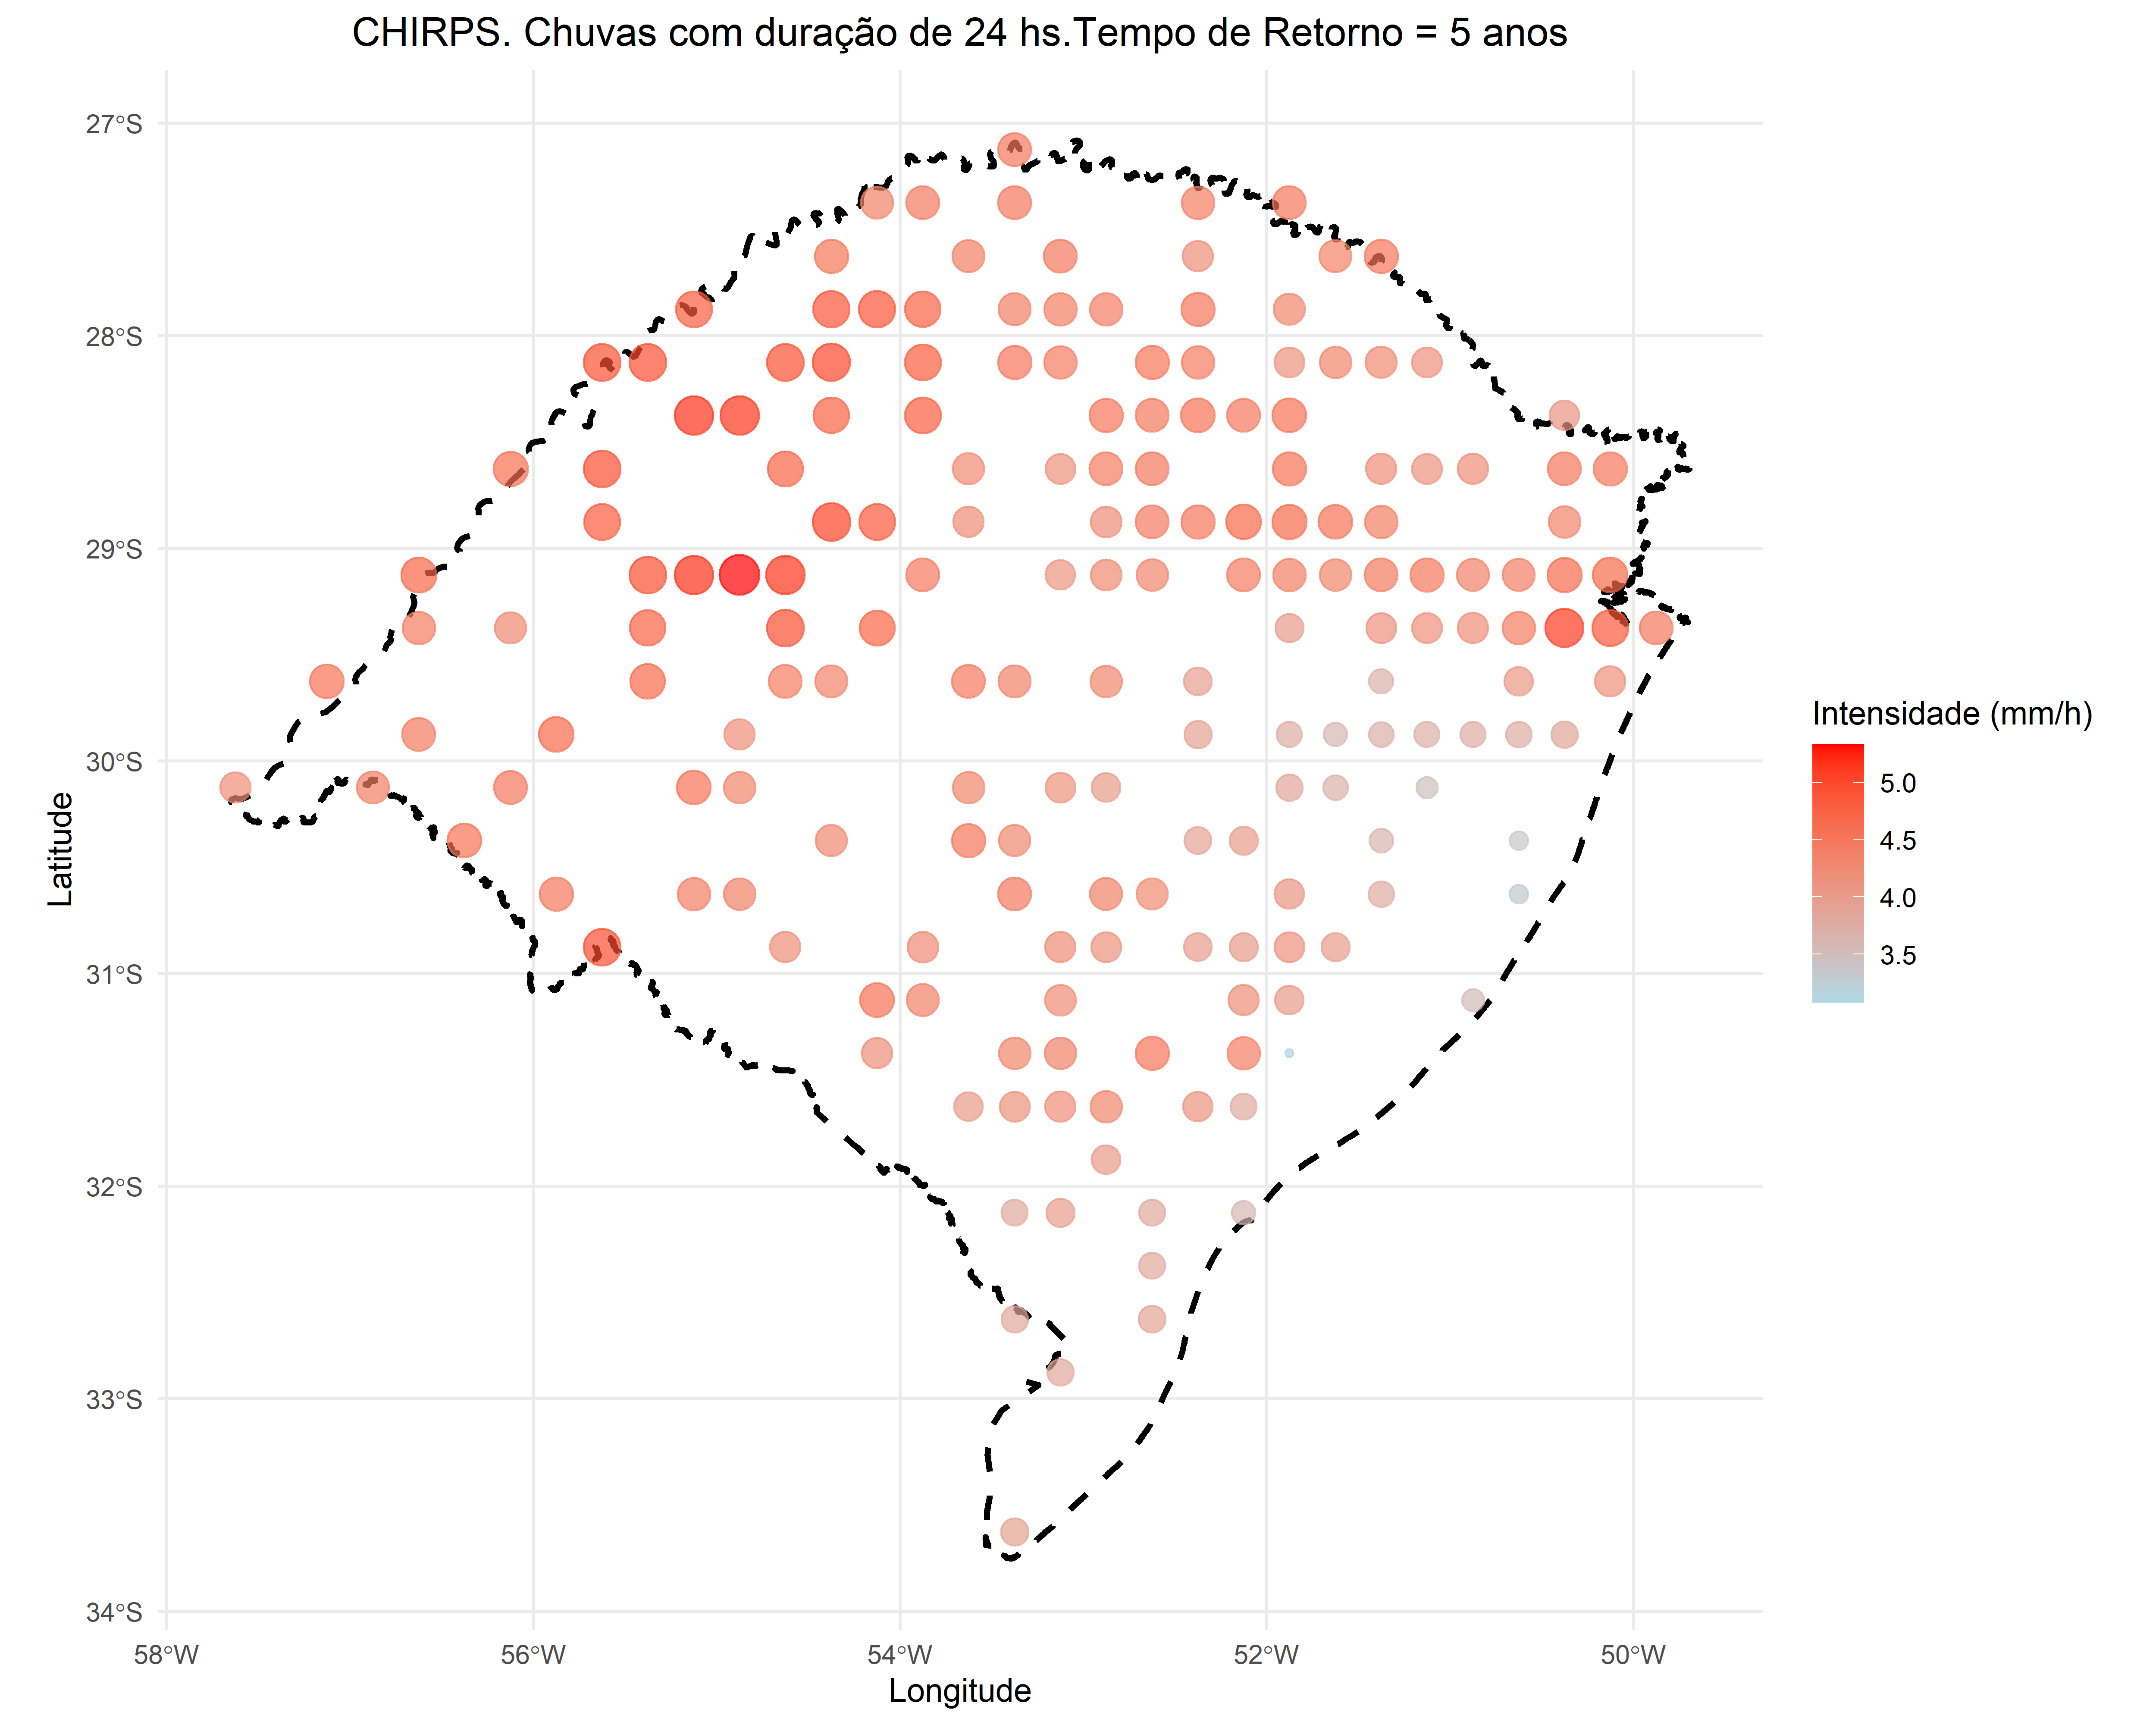 CHIRPS. Chuvas com duração de 24 hs.Tempo de Retorno = 5 anos
27°S
28°S
29°S
30°S
31°S
32°S
33°S
34°S
Latitude
58°W
56°W
54°W
52°W
50°W
Longitude
Intensidade (mm/h)
5.0
4.5
4.0
3.5